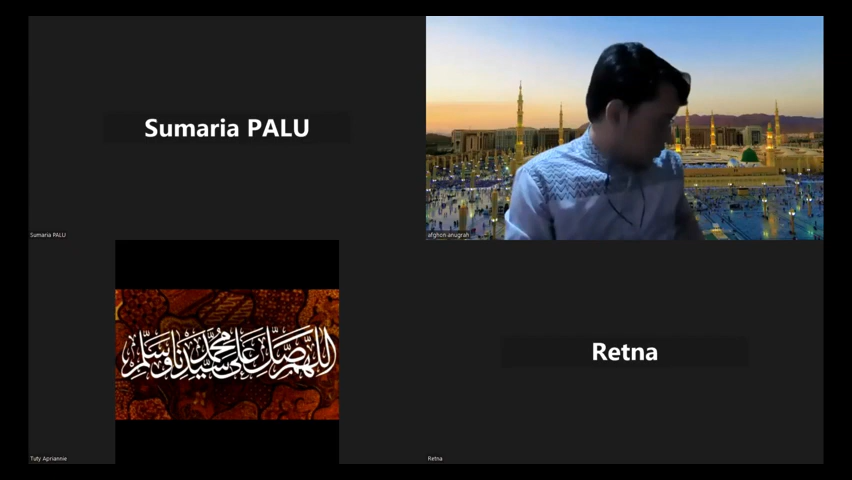 Sumaria PALU
Sumaria PALU
afghon anugrah
اللهم صل على سيدنا محمد وسلم
Tuty Apriannie
Retna
Retna